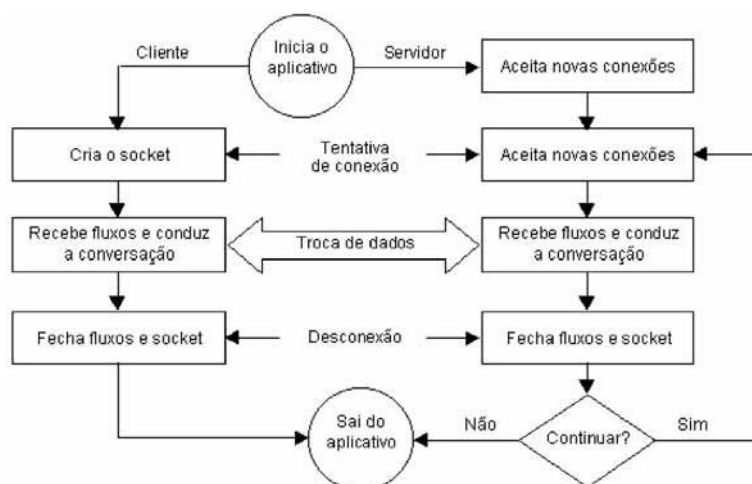 Cliente
Inicia o
aplicativo
Servidor
Aceita novas conexões
Cria o socket
Tentativa
de conexão
Aceita novas conexões
Recebe fluxos e conduz
a conversação
Troca de dados
Recebe fluxos e conduz
a conversação
Fecha fluxos e socket
Desconexão
Fecha fluxos e socket
Sai do
aplicativo
Não
Continuar?
Sim